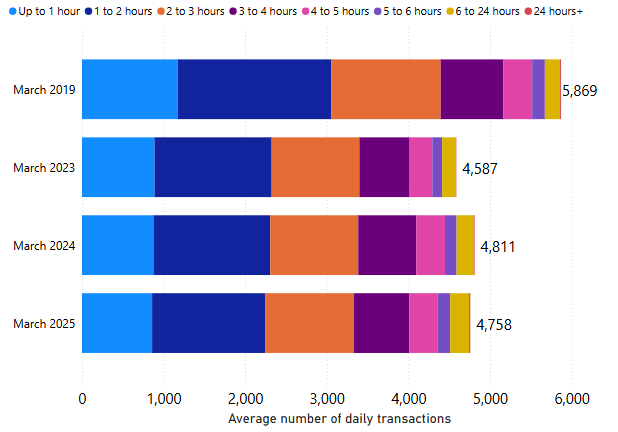 Up to 1 hour 1 to 2 hours 2 to 3 hours 3 to 4 hours 4 to 5 hours 5 to 6 hours 6 to 24 hours 24 hours+
March 2019 5,869
March 2023 4,587
March 2024 4,811
March 2025 4,758
0 1,000 2,000 3,000 4,000 5,000 6,000
Average number of daily transactions